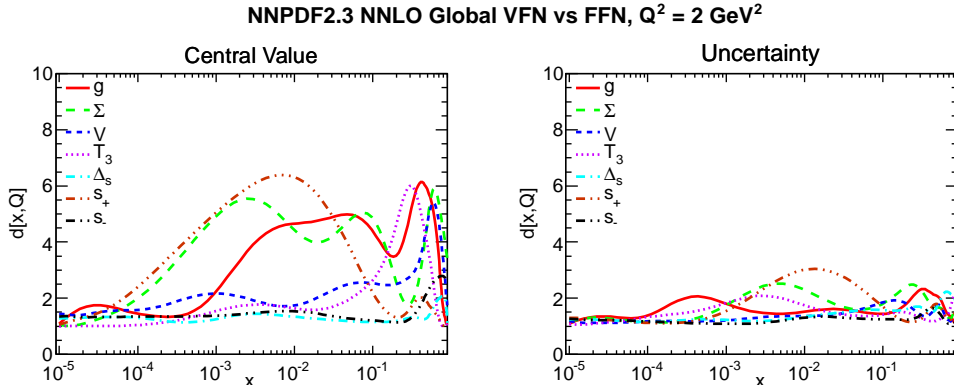 NNPDF2.3 NNLO Global VFN vs FFN, Q² = 2 GeV²
Central Value
10
8
6
4
2
0
d[x,Q]
g
Σ
V
T₃
Δₛ
s₊
s₋
10⁻⁵ 10⁻⁴ 10⁻³ 10⁻² 10⁻¹
x
Uncertainty
10
8
6
4
2
0
d[x,Q]
g
Σ
V
T₃
Δₛ
s₊
s₋
10⁻⁵ 10⁻⁴ 10⁻³ 10⁻² 10⁻¹
x